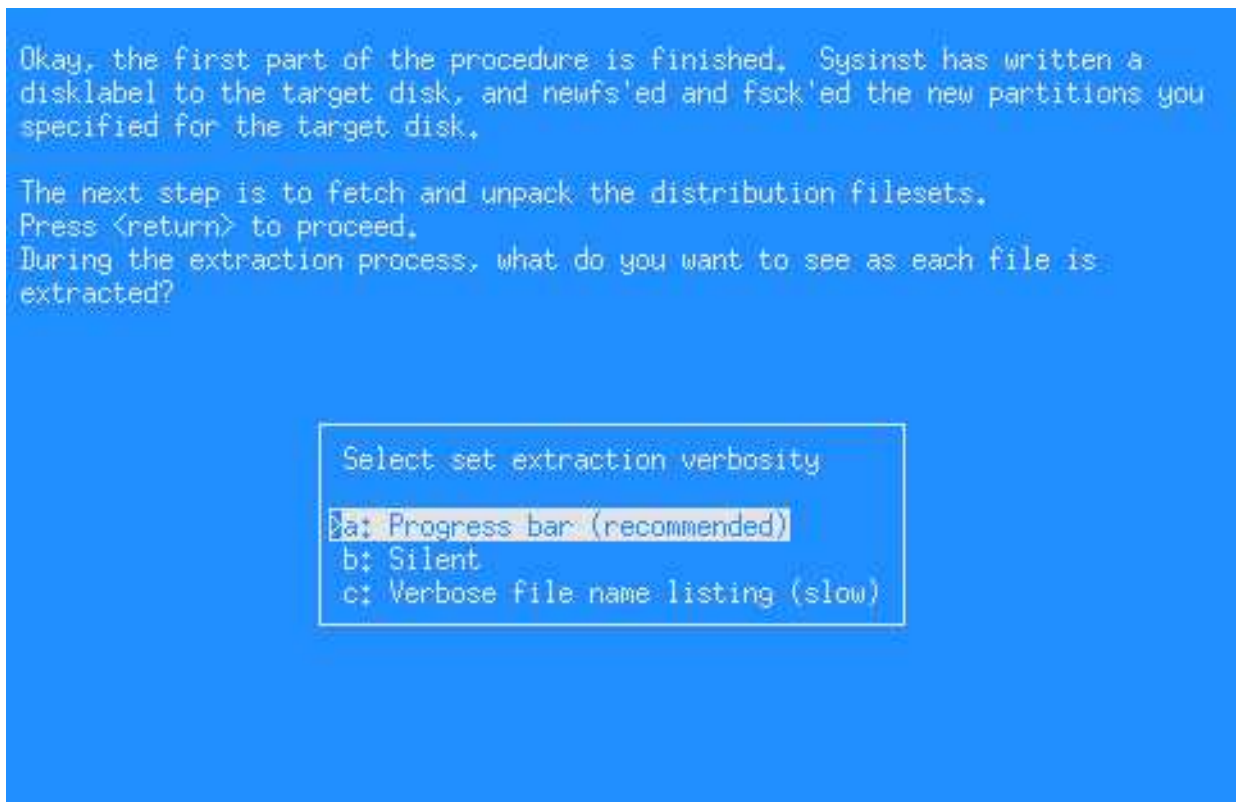 Okay, the first part of the procedure is finished.  Sysinst has written a
disklabel to the target disk, and newfs'ed and fsck'ed the new partitions you
specified for the target disk.
The next step is to fetch and unpack the distribution filesets.
Press <return> to proceed.
During the extraction process, what do you want to see as each file is
extracted?
Select set extraction verbosity
>a: Progress bar (recommended)
b: Silent
c: Verbose file name listing (slow)